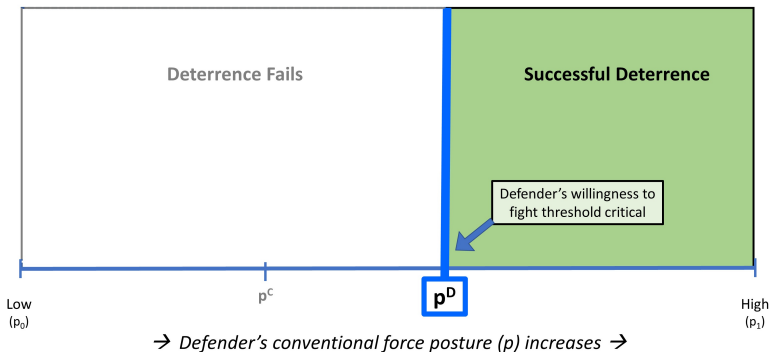 Deterrence Fails
Successful Deterrence
Defender's willingness to
fight threshold critical
pᶜ
pᴰ
Low
(p₀)
High
(p₁)
→ Defender's conventional force posture (p) increases →